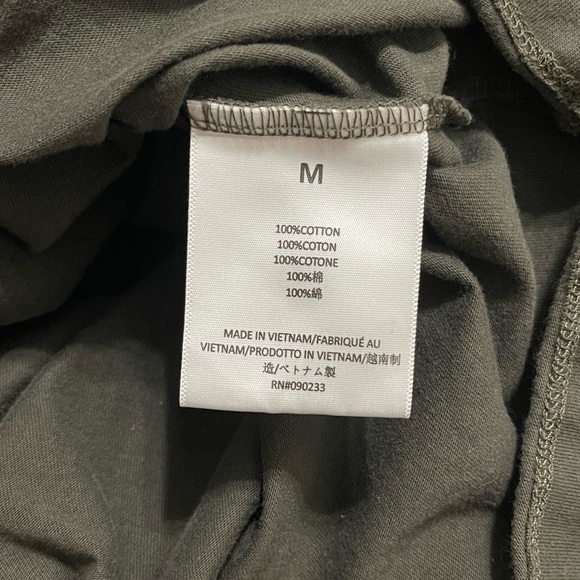 M
100%COTTON
100%COTON
100%COTONE
100%棉
100%綿
MADE IN VIETNAM/FABRIQUÉ AU
VIETNAM/PRODOTTO IN VIETNAM/越南制
造/ベトナム製
RN#090233